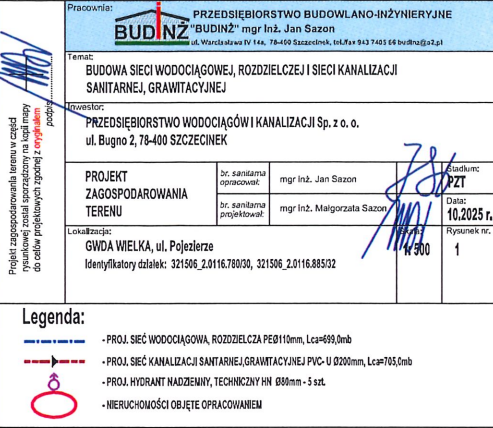 Pracownia:
BUDINŻ
PRZEDSIĘBIORSTWO BUDOWLANO-INŻYNIERYJNE
"BUDINŻ" mgr inż. Jan Sazon
ul. Warcisława IV 14a, 78-400 Szczecinek, tel./fax 943 7405 66 budinz@o2.pl
Temat:
BUDOWA SIECI WODOCIĄGOWEJ, ROZDZIELCZEJ I SIECI KANALIZACJI
SANITARNEJ, GRAWITACYJNEJ
Inwestor:
PRZEDSIĘBIORSTWO WODOCIĄGÓW I KANALIZACJI Sp. z o. o.
ul. Bugno 2, 78-400 SZCZECINEK
Projekt zagospodarowania terenu w części
rysunkowej został sporządzony na kopii mapy
do celów projektowych zgodnej z oryginałem
podpis
PROJEKT
ZAGOSPODAROWANIA
TERENU
br. sanitarna
opracował:
mgr inż. Jan Sazon
br. sanitarna
projektował:
mgr inż. Małgorzata Sazon
Stadium:
PZT
Data:
10.2025 r.
Lokalizacja:
GWDA WIELKA, ul. Pojezierze
Identyfikatory działek: 321506_2.0116.780/30, 321506_2.0116.885/32
1:500
Rysunek nr.
1
Legenda:
- PROJ. SIEĆ WODOCIĄGOWA, ROZDZIELCZA PEØ110mm, Lca=699,0mb
- PROJ. SIEĆ KANALIZACJI SANTARNEJ,GRAWITACYJNEJ PVC- U Ø200mm, Lca=705,0mb
- PROJ. HYDRANT NADZIEMNY, TECHNICZNY HN Ø80mm - 5 szt.
- NIERUCHOMOŚCI OBJĘTE OPRACOWANIEM